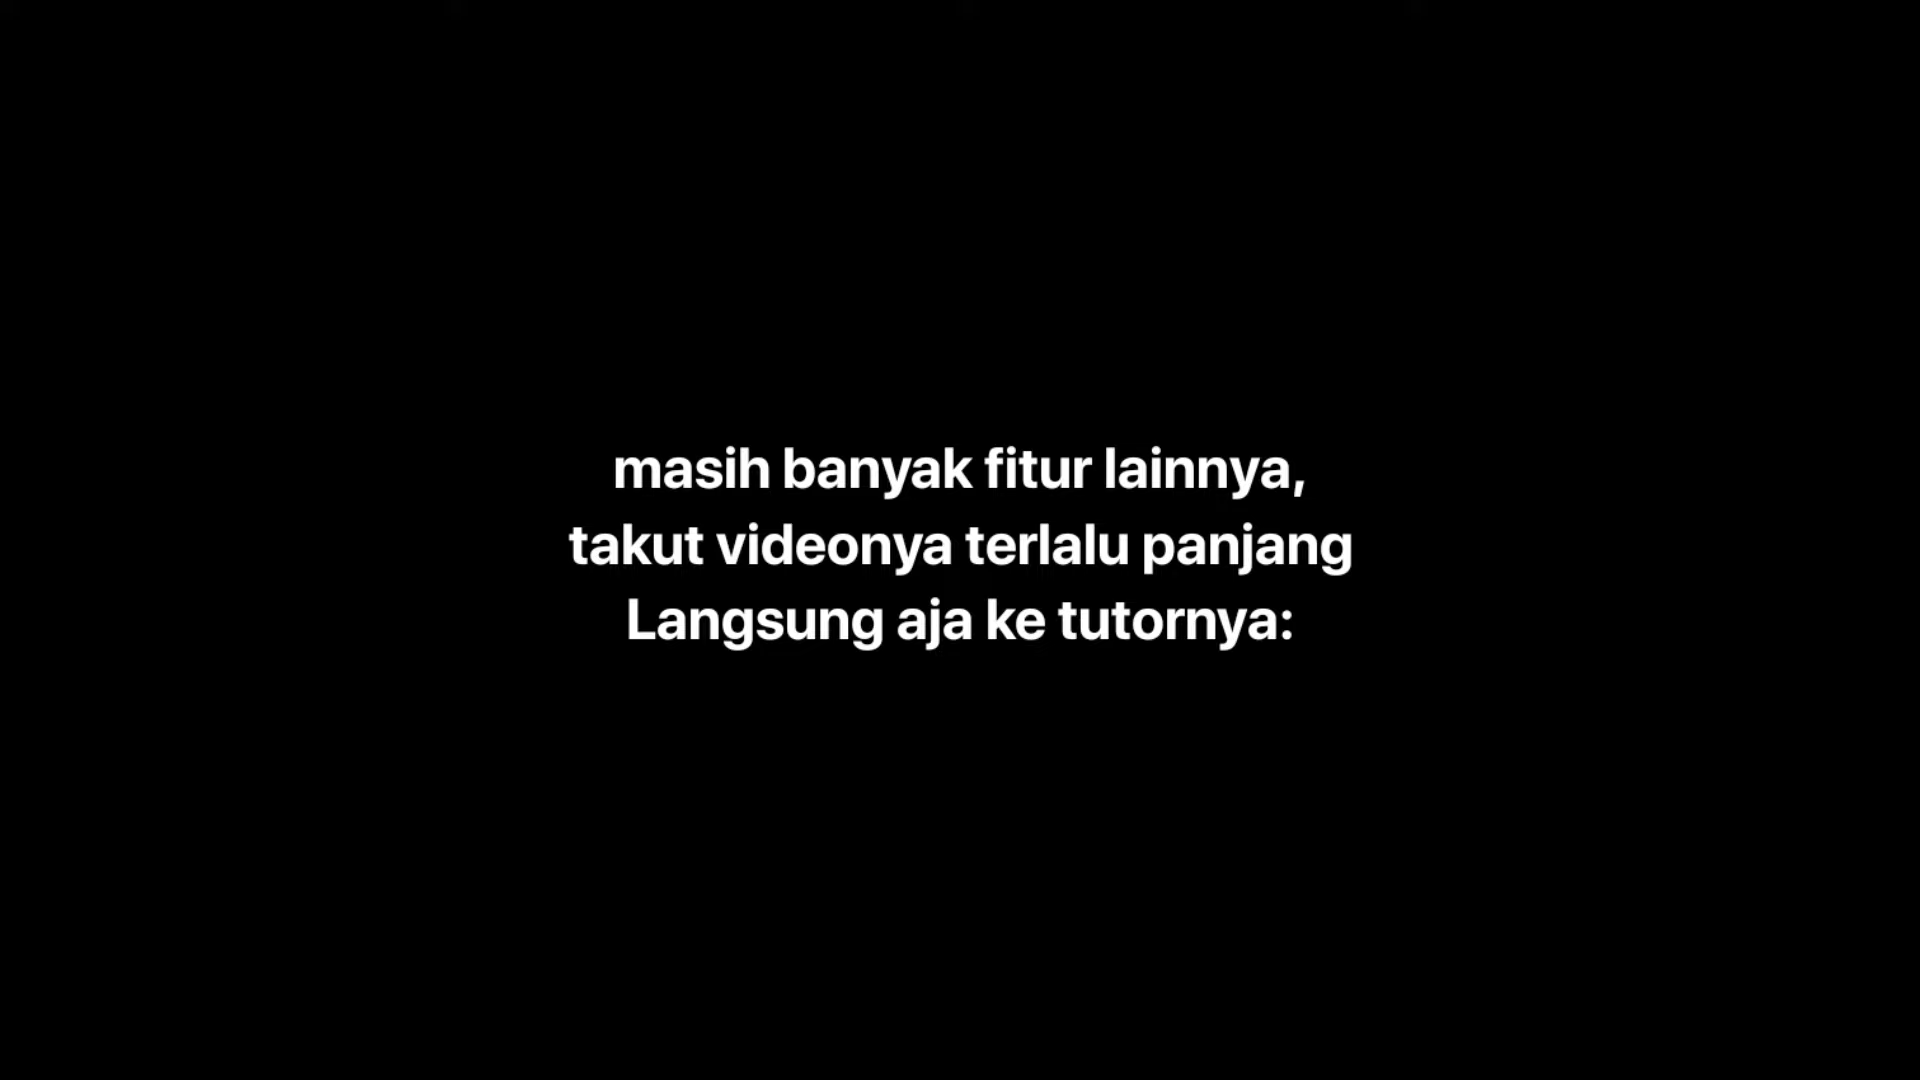 masih banyak fitur lainnya,
takut videonya terlalu panjang
Langsung aja ke tutornya: